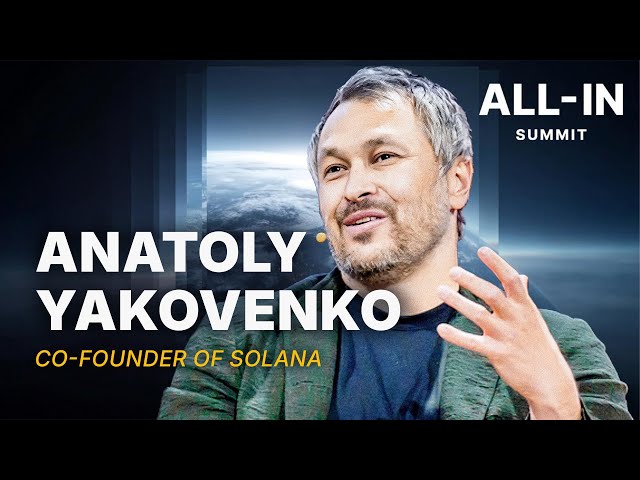 ALL-IN
SUMMIT
ANATOLY
YAKOVENKO
CO-FOUNDER OF SOLANA